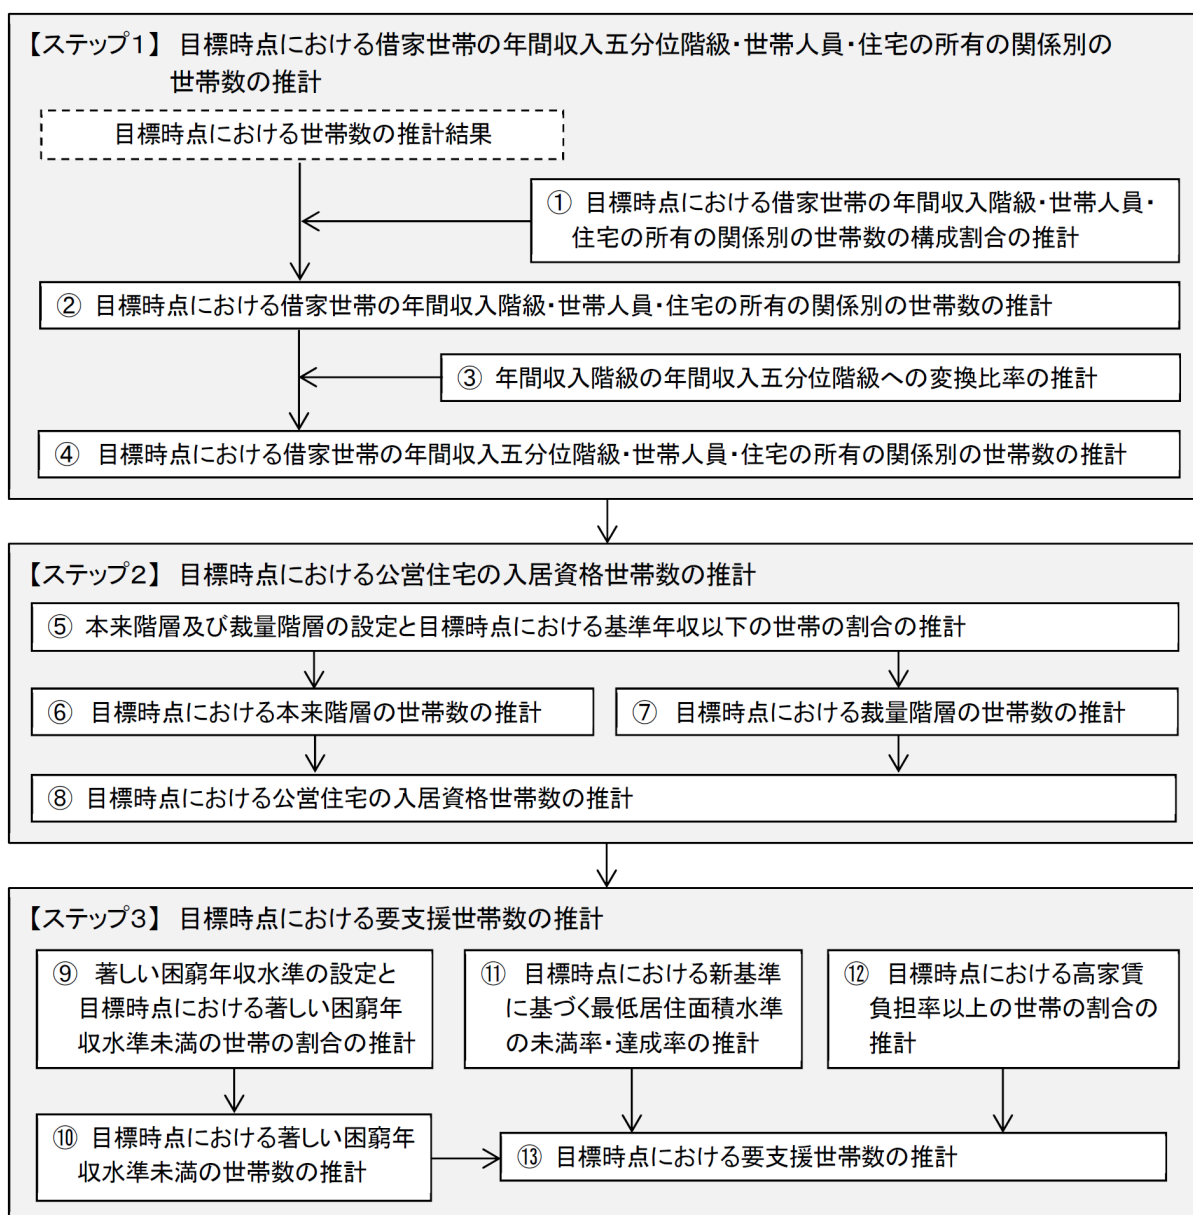 【ステップ1】 目標時点における借家世帯の年間収入五分位階級・世帯人員・住宅の所有の関係別の
世帯数の推計
目標時点における世帯数の推計結果
① 目標時点における借家世帯の年間収入階級・世帯人員・
住宅の所有の関係別の世帯数の構成割合の推計
② 目標時点における借家世帯の年間収入階級・世帯人員・住宅の所有の関係別の世帯数の推計
③ 年間収入階級の年間収入五分位階級への変換比率の推計
④ 目標時点における借家世帯の年間収入五分位階級・世帯人員・住宅の所有の関係別の世帯数の推計
【ステップ2】 目標時点における公営住宅の入居資格世帯数の推計
⑤ 本来階層及び裁量階層の設定と目標時点における基準年収以下の世帯の割合の推計
⑥ 目標時点における本来階層の世帯数の推計
⑦ 目標時点における裁量階層の世帯数の推計
⑧ 目標時点における公営住宅の入居資格世帯数の推計
【ステップ3】 目標時点における要支援世帯数の推計
⑨ 著しい困窮年収水準の設定と
目標時点における著しい困窮年
収水準未満の世帯の割合の推計
⑪ 目標時点における新基準
に基づく最低居住面積水準
の未満率・達成率の推計
⑫ 目標時点における高家賃
負担率以上の世帯の割合の
推計
⑩ 目標時点における著しい困窮年
収水準未満の世帯数の推計
⑬ 目標時点における要支援世帯数の推計